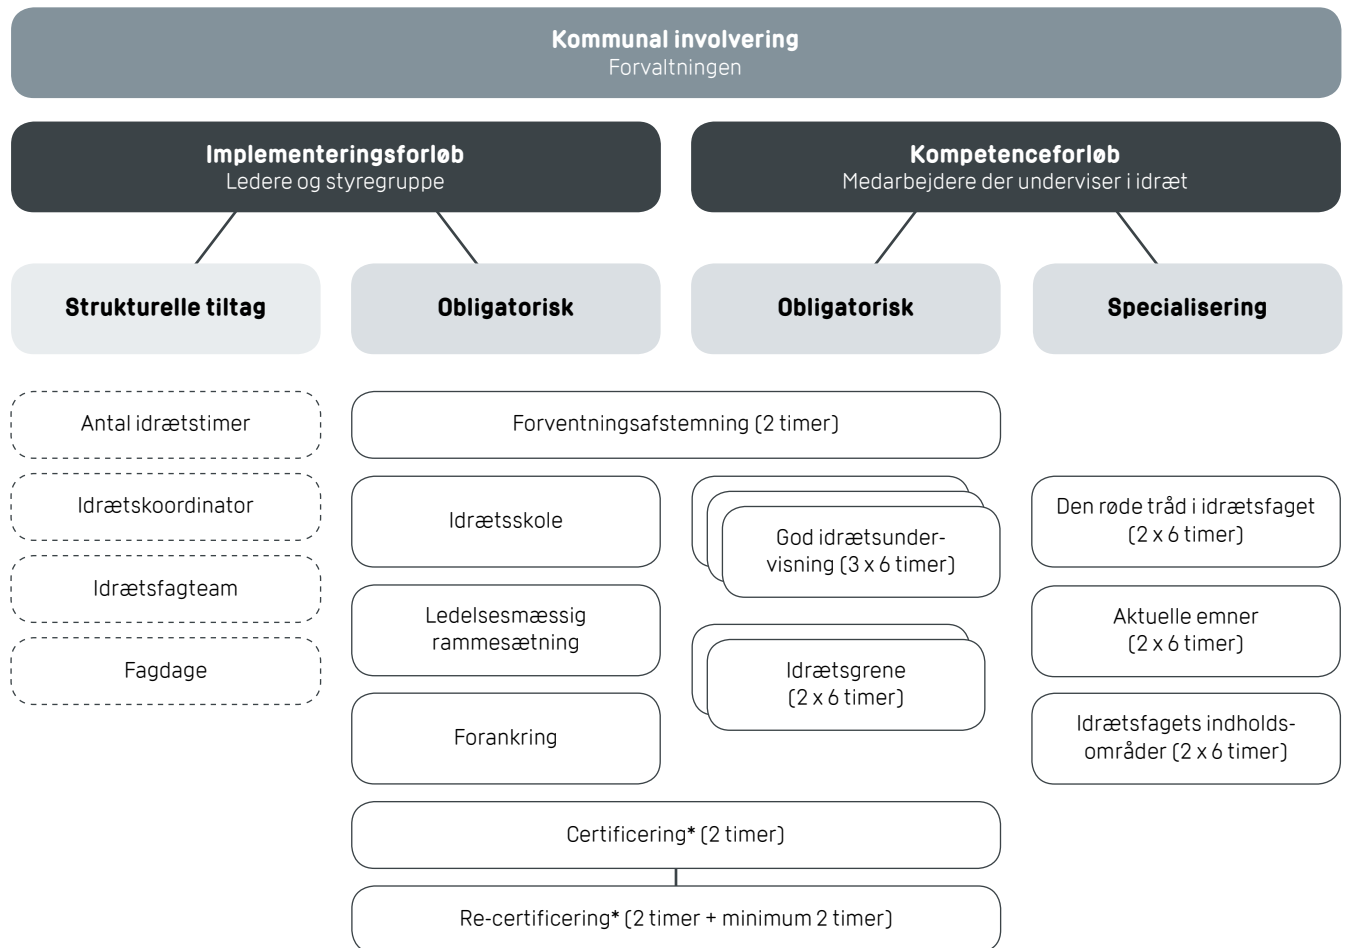 Kommunal involvering
Forvaltningen
Implementeringsforløb
Ledere og styregruppe
Kompetenceforløb
Medarbejdere der underviser i idræt
Strukturelle tiltag
Obligatorisk
Obligatorisk
Specialisering
Antal idrætstimer
Idrætskoordinator
Idrætsfagteam
Fagdage
Forventningsafstemning (2 timer)
Idrætsskole
Ledelsesmæssig
rammesætning
Forankring
God idrætsunder-
visning (3 x 6 timer)
Idrætsgrene
(2 x 6 timer)
Den røde tråd i idrætsfaget
(2 x 6 timer)
Aktuelle emner
(2 x 6 timer)
Idrætsfagets indholds-
områder (2 x 6 timer)
Certificering* (2 timer)
Re-certificering* (2 timer + minimum 2 timer)